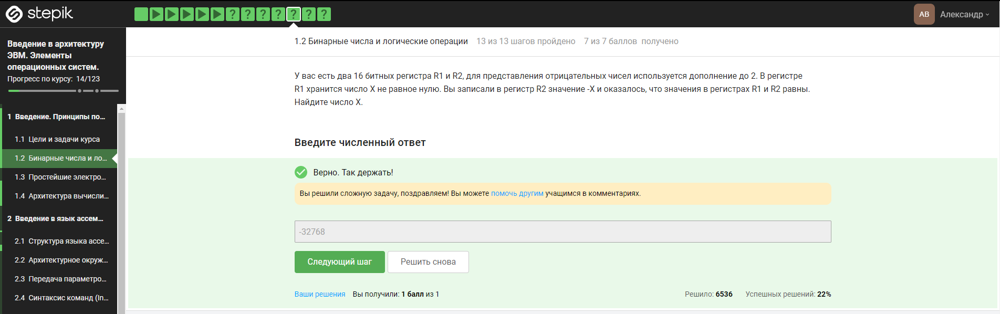 stepik
? ? ? ? ? ? ?
АВ
Александр
Введение в архитектуру
ЭВМ. Элементы
операционных систем.
Прогресс по курсу: 14/123
1 Введение. Принципы по...
1.1 Цели и задачи курса
1.2 Бинарные числа и ло...
1.3 Простейшие электро...
1.4 Архитектура вычисли...
2 Введение в язык ассем...
2.1 Структура языка ассе...
2.2 Архитектурное окруж...
2.3 Передача параметро...
2.4 Синтаксис команд (In...
1.2 Бинарные числа и логические операции 13 из 13 шагов пройдено 7 из 7 баллов получено
У вас есть два 16 битных регистра R1 и R2, для представления отрицательных чисел используется дополнение до 2. В регистре
R1 хранится число X не равное нулю. Вы записали в регистр R2 значение -X и оказалось, что значения в регистрах R1 и R2 равны.
Найдите число X.
Введите численный ответ
Верно. Так держать!
Вы решили сложную задачу, поздравляем! Вы можете помочь другим учащимся в комментариях.
-32768
Следующий шаг
Решить снова
Ваши решения Вы получили: 1 балл из 1
Решило: 6536 Успешных решений: 22%